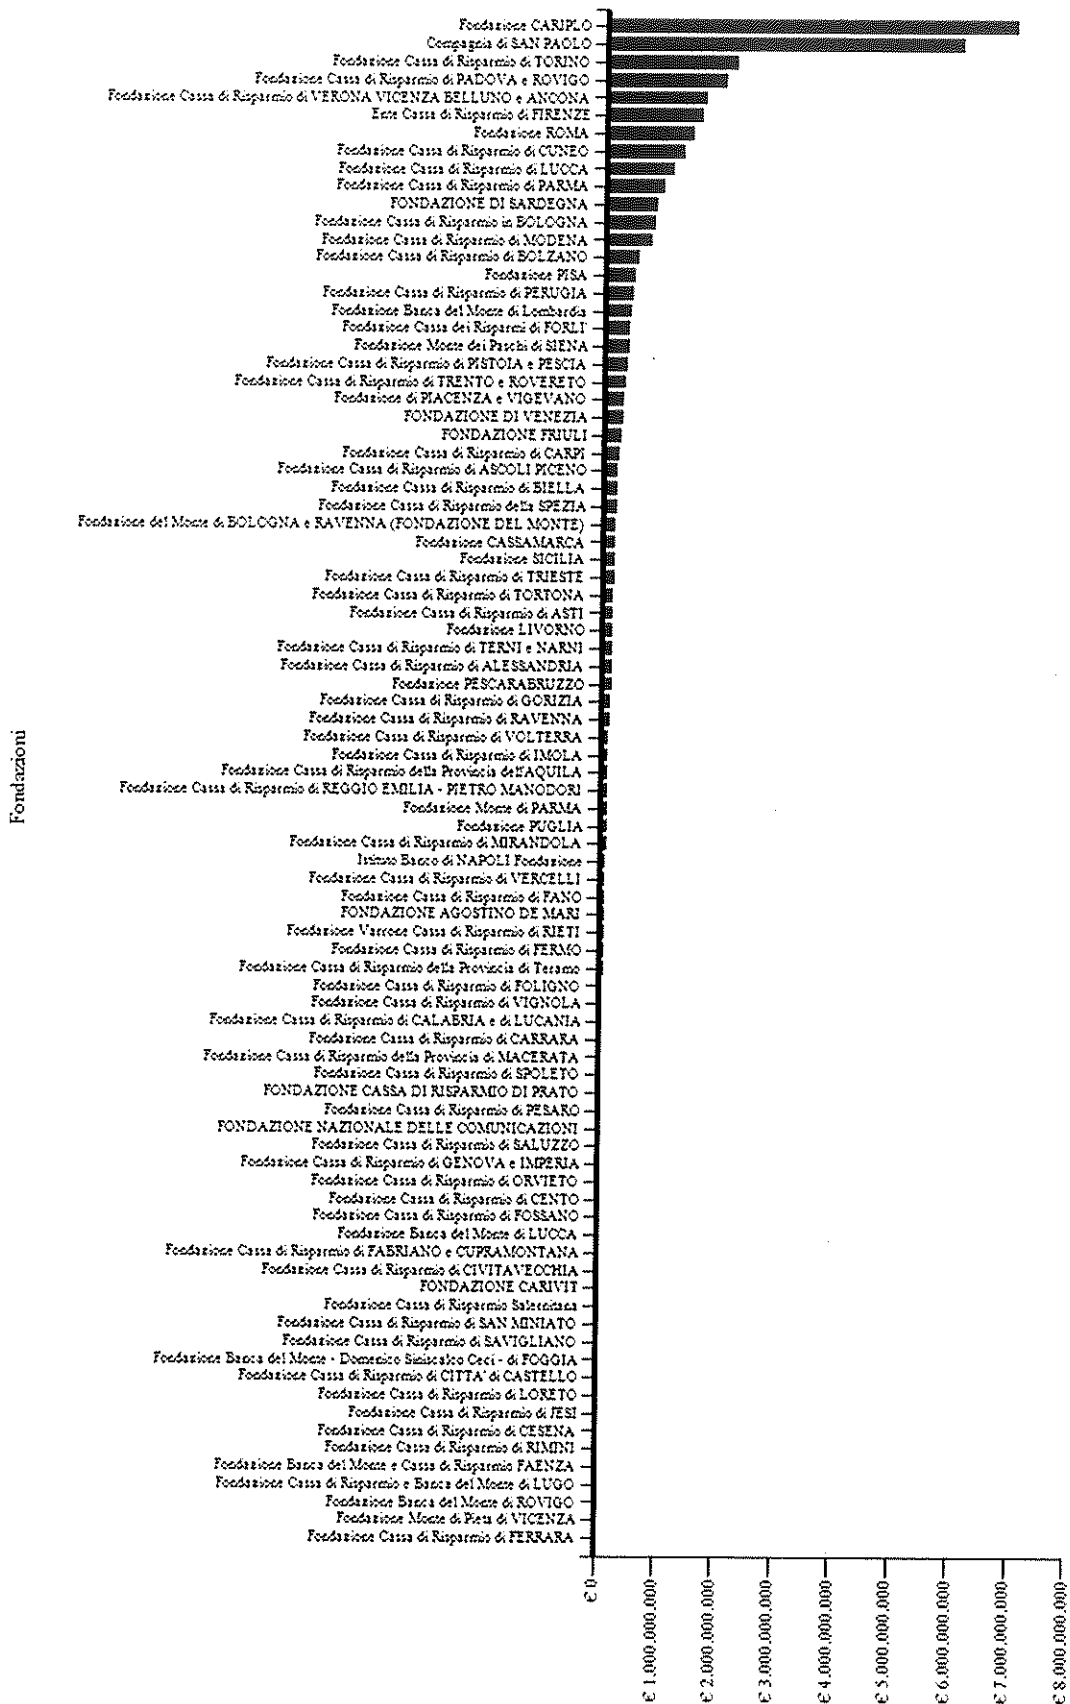 Fondazioni
Fondazione CARIPLO
Compagnia di SAN PAOLO
Fondazione Cassa di Risparmio di TORINO
Fondazione Cassa di Risparmio di PADOVA e ROVIGO
Fondazione Cassa di Risparmio di VERONA VICENZA BELLUNO e ANCONA
Ente Cassa di Risparmio di FIRENZE
Fondazione ROMA
Fondazione Cassa di Risparmio di CUNEO
Fondazione Cassa di Risparmio di LUCCA
Fondazione Cassa di Risparmio di PARMA
FONDAZIONE DI SARDEGNA
Fondazione Cassa di Risparmio in BOLOGNA
Fondazione Cassa di Risparmio di MODENA
Fondazione Cassa di Risparmio di BOLZANO
Fondazione PISA
Fondazione Cassa di Risparmio di PERUGIA
Fondazione Banca del Monte di Lombardia
Fondazione Cassa dei Risparmi di FORLI'
Fondazione Monte dei Paschi di SIENA
Fondazione Cassa di Risparmio di PISTOIA e PESCIA
Fondazione Cassa di Risparmio di TRENTO e ROVERETO
Fondazione di PIACENZA e VIGEVANO
FONDAZIONE DI VENEZIA
FONDAZIONE FRIULI
Fondazione Cassa di Risparmio di CARPI
Fondazione Cassa di Risparmio di ASCOLI PICENO
Fondazione Cassa di Risparmio di BIELLA
Fondazione Cassa di Risparmio della SPEZIA
Fondazione del Monte di BOLOGNA e RAVENNA (FONDAZIONE DEL MONTE)
Fondazione CASSAMARCA
Fondazione SICILIA
Fondazione Cassa di Risparmio di TRIESTE
Fondazione Cassa di Risparmio di TORTONA
Fondazione Cassa di Risparmio di ASTI
Fondazione LIVORNO
Fondazione Cassa di Risparmio di TERNI e NARNI
Fondazione Cassa di Risparmio di ALESSANDRIA
Fondazione PESCARABRUZZO
Fondazione Cassa di Risparmio di GORIZIA
Fondazione Cassa di Risparmio di RAVENNA
Fondazione Cassa di Risparmio di VOLTERRA
Fondazione Cassa di Risparmio di IMOLA
Fondazione Cassa di Risparmio della Provincia dell'AQUILA
Fondazione Cassa di Risparmio di REGGIO EMILIA - PIETRO MANODORI
Fondazione Monte di PARMA
Fondazione PUGLIA
Fondazione Cassa di Risparmio di MIRANDOLA
Istituto Banco di NAPOLI Fondazione
Fondazione Cassa di Risparmio di VERCELLI
Fondazione Cassa di Risparmio di FANO
FONDAZIONE AGOSTINO DE MARI
Fondazione Varrone Cassa di Risparmio di RIETI
Fondazione Cassa di Risparmio di FERMO
Fondazione Cassa di Risparmio della Provincia di Teramo
Fondazione Cassa di Risparmio di FOLIGNO
Fondazione Cassa di Risparmio di VIGNOLA
Fondazione Cassa di Risparmio di CALABRIA e di LUCANIA
Fondazione Cassa di Risparmio di CARRARA
Fondazione Cassa di Risparmio della Provincia di MACERATA
Fondazione Cassa di Risparmio di SPOLETO
FONDAZIONE CASSA DI RISPARMIO DI PRATO
Fondazione Cassa di Risparmio di PESARO
FONDAZIONE NAZIONALE DELLE COMUNICAZIONI
Fondazione Cassa di Risparmio di SALUZZO
Fondazione Cassa di Risparmio di GENOVA e IMPERIA
Fondazione Cassa di Risparmio di ORVIETO
Fondazione Cassa di Risparmio di CENTO
Fondazione Cassa di Risparmio di FOSSANO
Fondazione Banca del Monte di LUCCA
Fondazione Cassa di Risparmio di FABRIANO e CUPRAMONTANA
Fondazione Cassa di Risparmio di CIVITAVECCHIA
FONDAZIONE CARIVIT
Fondazione Cassa di Risparmio Salernitana
Fondazione Cassa di Risparmio di SAN MINIATO
Fondazione Cassa di Risparmio di SAVIGLIANO
Fondazione Banca del Monte - Domenico Siniscalco Ceci - di FOGGIA
Fondazione Cassa di Risparmio di CITTA' di CASTELLO
Fondazione Cassa di Risparmio di LORETO
Fondazione Cassa di Risparmio di JESI
Fondazione Cassa di Risparmio di CESENA
Fondazione Cassa di Risparmio di RIMINI
Fondazione Banca del Monte e Cassa di Risparmio FAENZA
Fondazione Cassa di Risparmio e Banca del Monte di LUGO
Fondazione Banca del Monte di ROVIGO
Fondazione Monte di Pieta di VICENZA
Fondazione Cassa di Risparmio di FERRARA
€ 0
€ 1.000.000.000
€ 2.000.000.000
€ 3.000.000.000
€ 4.000.000.000
€ 5.000.000.000
€ 6.000.000.000
€ 7.000.000.000
€ 8.000.000.000